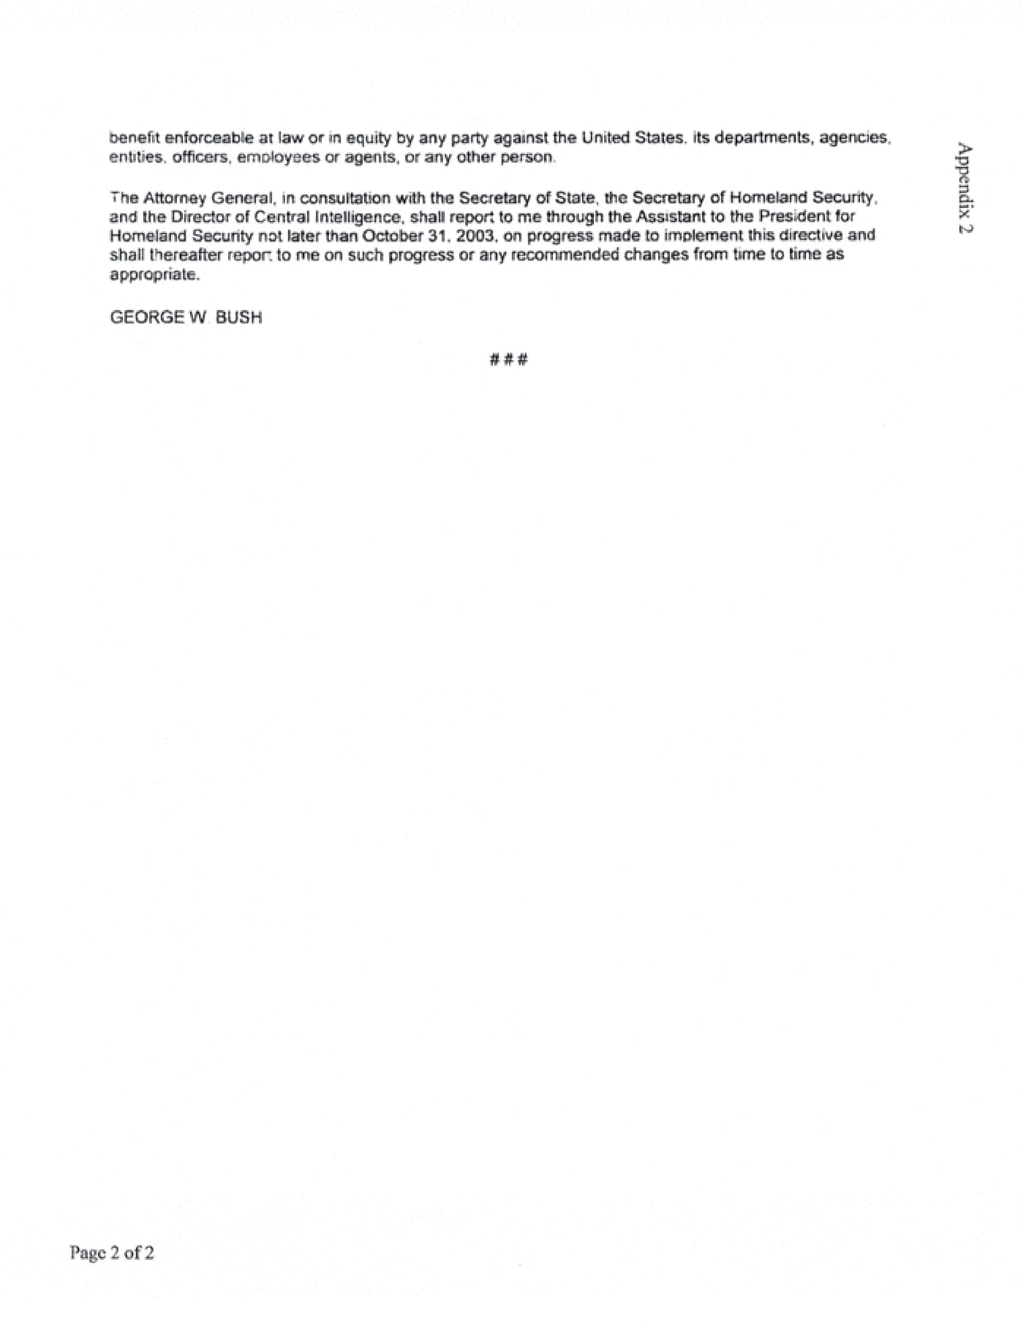 benefit enforceable at law or in equity by any party against the United States, its departments, agencies,
entities, officers, employees or agents, or any other person.
The Attorney General, in consultation with the Secretary of State, the Secretary of Homeland Security,
and the Director of Central Intelligence, shall report to me through the Assistant to the President for
Homeland Security not later than October 31, 2003, on progress made to implement this directive and
shall thereafter report to me on such progress or any recommended changes from time to time as
appropriate.
GEORGE W. BUSH
###
Appendix 2
Page 2 of 2